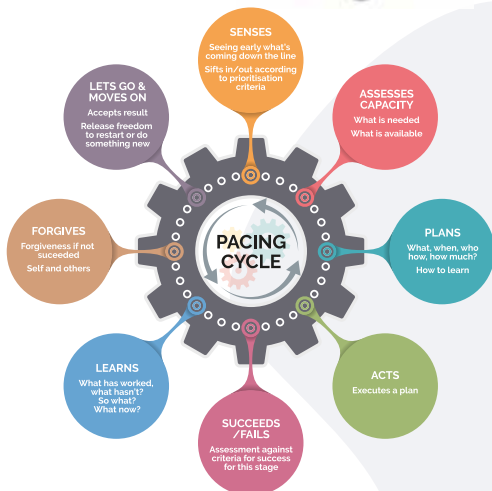 SENSES
Seeing early what's
coming down the line
Sifts in/out according
to prioritisation
criteria
ASSESSES
CAPACITY
What is needed
What is available
PLANS
What, when, who
how, how much?
How to learn
ACTS
Executes a plan
SUCCEEDS
/FAILS
Assessment against
criteria for success
for this stage
LEARNS
What has worked,
what hasn't?
So what?
What now?
FORGIVES
Forgiveness if not
suceeded
Self and others
LETS GO &
MOVES ON
Accepts result
Release freedom
to restart or do
something new
PACING
CYCLE